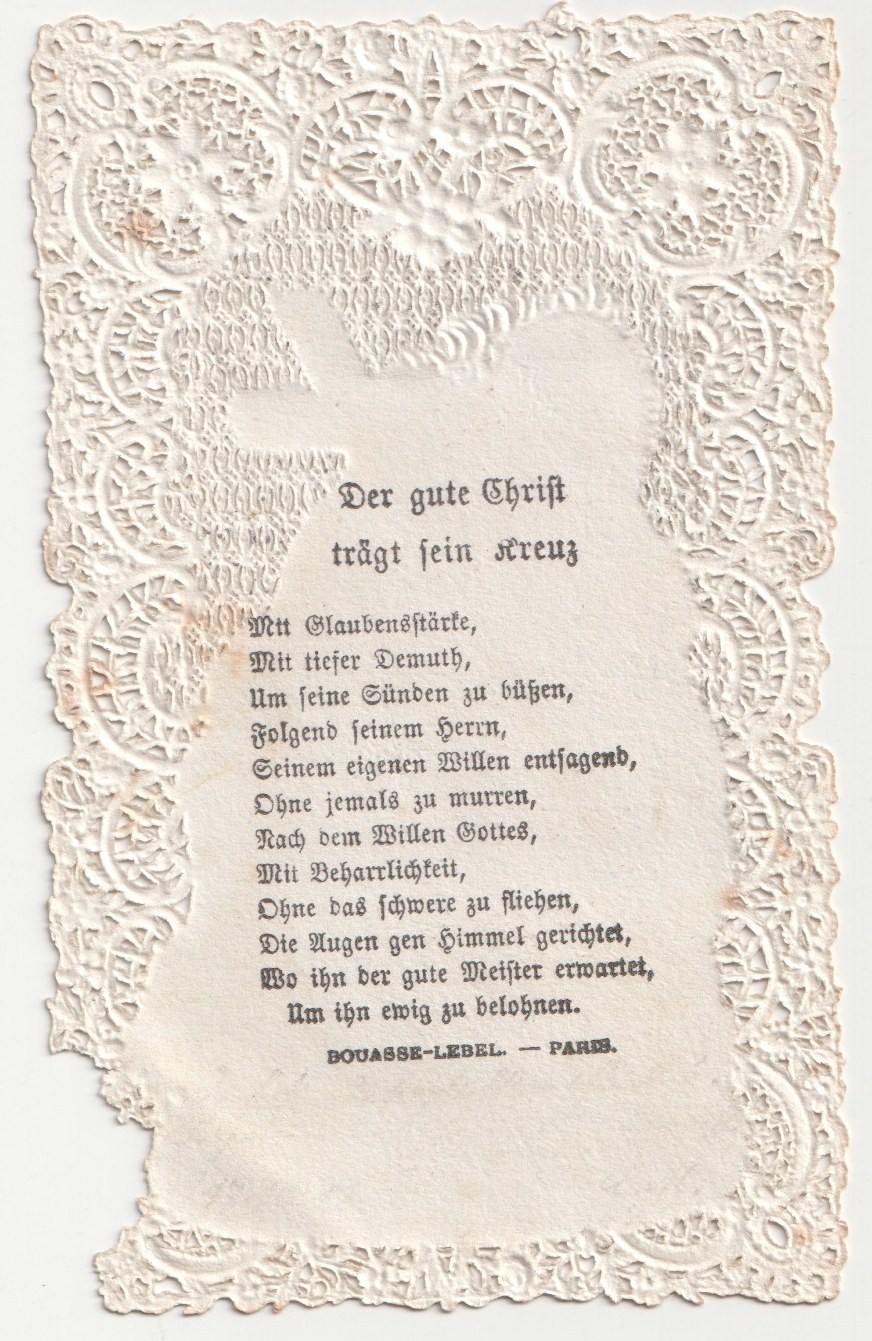 Der gute Christ
trägt sein Kreuz
Mit Glaubensstärke,
Mit tiefer Demuth,
Um seine Sünden zu büßen,
Folgend seinem Herrn,
Seinem eigenen Willen entsagend,
Ohne jemals zu murren,
Nach dem Willen Gottes,
Mit Beharrlichkeit,
Ohne das schwere zu fliehen,
Die Augen gen Himmel gerichtet,
Wo ihn der gute Meister erwartet,
Um ihn ewig zu belohnen.
BOUASSE-LEBEL. — PARIS.